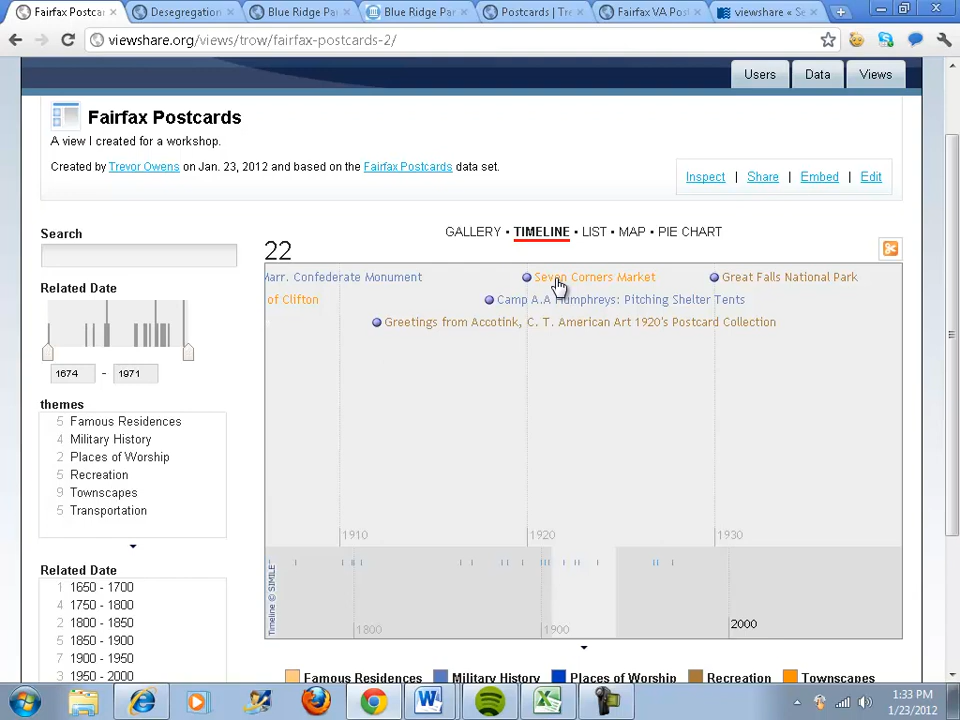 Fairfax Postcar
Desegregation
Blue Ridge Par
Blue Ridge Par
Postcards | Tre
Fairfax VA Post
viewshare « Se
viewshare.org/views/trow/fairfax-postcards-2/
Users
Data
Views
Fairfax Postcards
A view I created for a workshop.
Created by Trevor Owens on Jan. 23, 2012 and based on the Fairfax Postcards data set.
Inspect | Share | Embed | Edit
Search
Related Date
1674 - 1971
themes
5 Famous Residences
4 Military History
2 Places of Worship
5 Recreation
9 Townscapes
5 Transportation
Related Date
1 1650 - 1700
4 1750 - 1800
2 1800 - 1850
5 1850 - 1900
7 1900 - 1950
3 1950 - 2000
GALLERY • TIMELINE • LIST • MAP • PIE CHART
22
Marr. Confederate Monument
Seven Corners Market
Great Falls National Park
of Clifton
Camp A.A Humphreys: Pitching Shelter Tents
Greetings from Accotink, C. T. American Art 1920's Postcard Collection
1910
1920
1930
Timeline © SIMILE
1800
1900
2000
Famous Residences
Military History
Places of Worship
Recreation
Townscapes
1:33 PM
1/23/2012